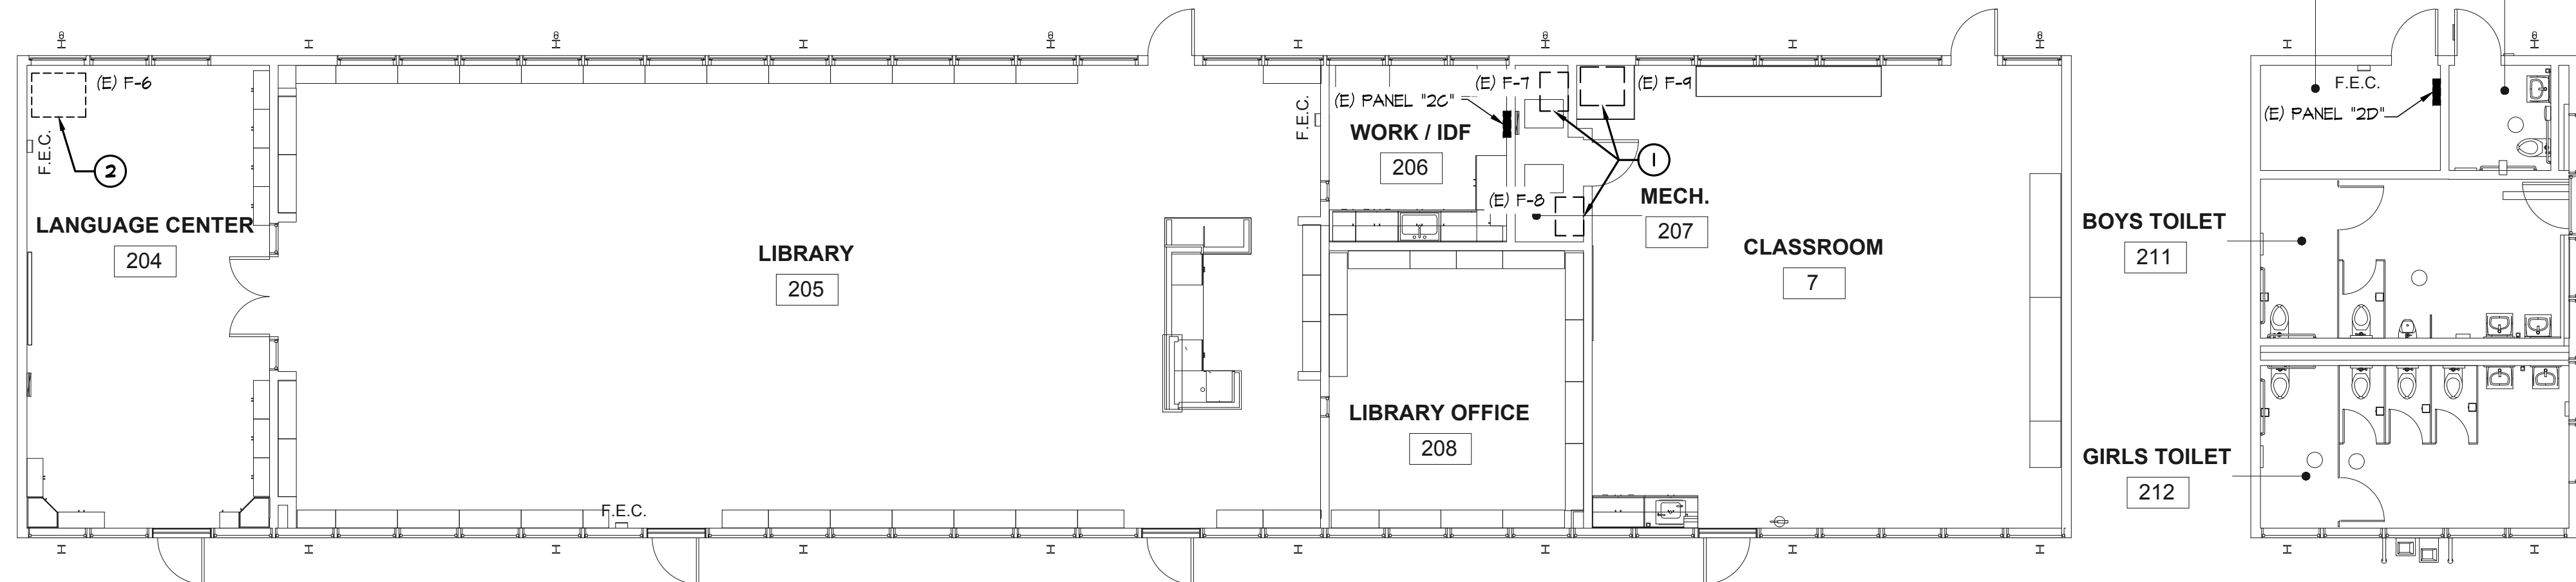 (E) F-6
F.E.C.
2
LANGUAGE CENTER
204
LIBRARY
205
F.E.C.
F.E.C.
(E) PANEL "2C"
WORK / IDF
206
(E) F-7
(E) F-9
1
(E) F-8
MECH.
207
CLASSROOM
7
LIBRARY OFFICE
208
F.E.C.
(E) PANEL "2D"
BOYS TOILET
211
GIRLS TOILET
212